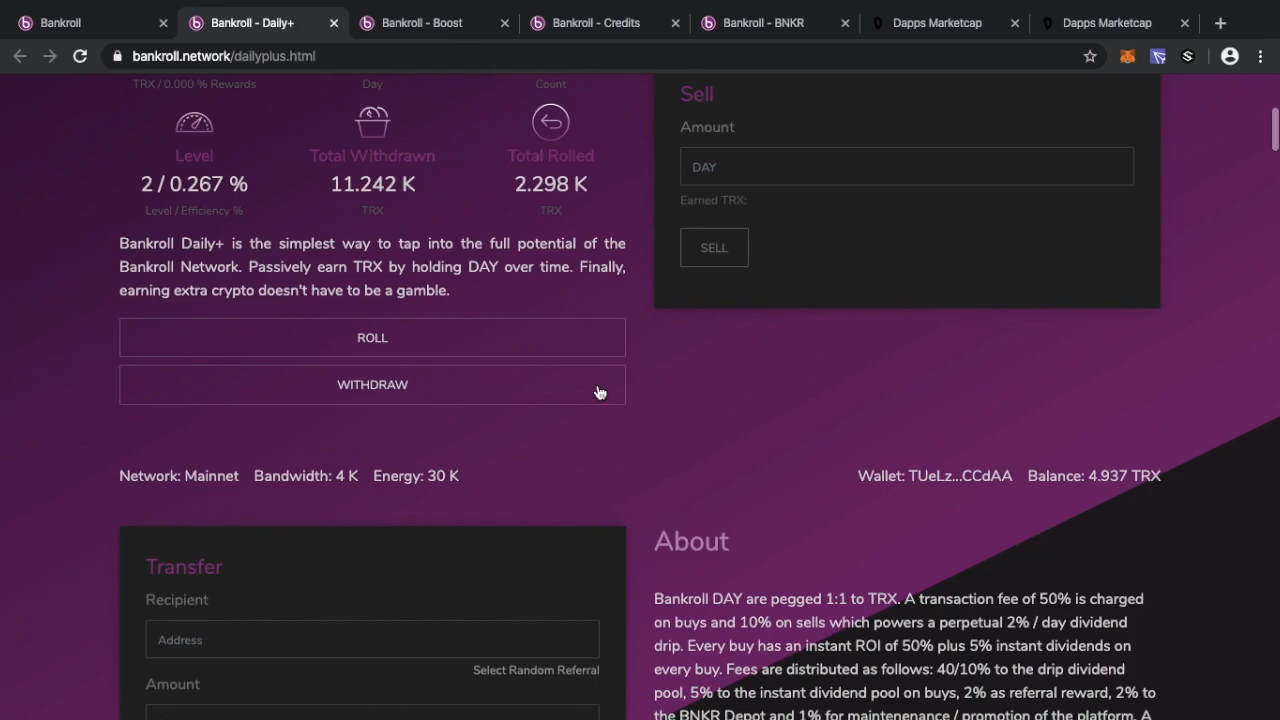 Bankroll
Bankroll - Daily+
Bankroll - Boost
Bankroll - Credits
Bankroll - BNKR
Dapps Marketcap
Dapps Marketcap
bankroll.network/dailyplus.html
TRX / 0.000 % Rewards
Day
Count
Level
Total Withdrawn
Total Rolled
2 / 0.267 %
11.242 K
2.298 K
Level / Efficiency %
TRX
TRX
Bankroll Daily+ is the simplest way to tap into the full potential of the
Bankroll Network. Passively earn TRX by holding DAY over time. Finally,
earning extra crypto doesn't have to be a gamble.
ROLL
WITHDRAW
Sell
Amount
DAY
Earned TRX:
SELL
Network: Mainnet Bandwidth: 4 K Energy: 30 K
Wallet: TUeLz...CCdAA Balance: 4.937 TRX
Transfer
Recipient
Address
Select Random Referral
Amount
About
Bankroll DAY are pegged 1:1 to TRX. A transaction fee of 50% is charged
on buys and 10% on sells which powers a perpetual 2% / day dividend
drip. Every buy has an instant ROI of 50% plus 5% instant dividends on
every buy. Fees are distributed as follows: 40/10% to the drip dividend
pool, 5% to the instant dividend pool on buys, 2% as referral reward, 2% to
the BNKR Depot and 1% for maintenenance / promotion of the platform. A